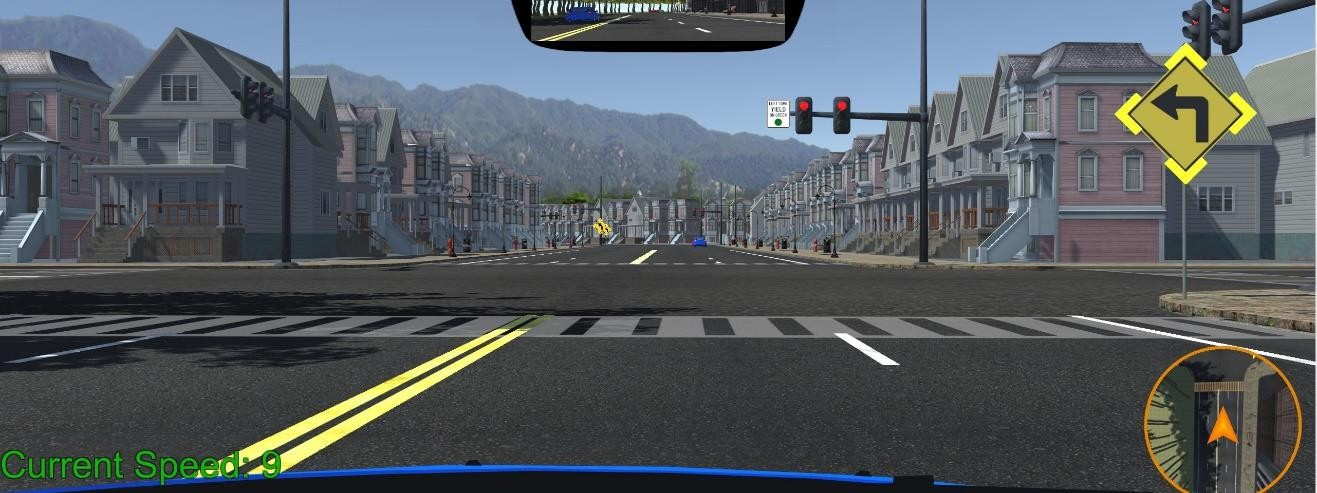 LEFT TURN
YIELD
ON GREEN
Current Speed: 9